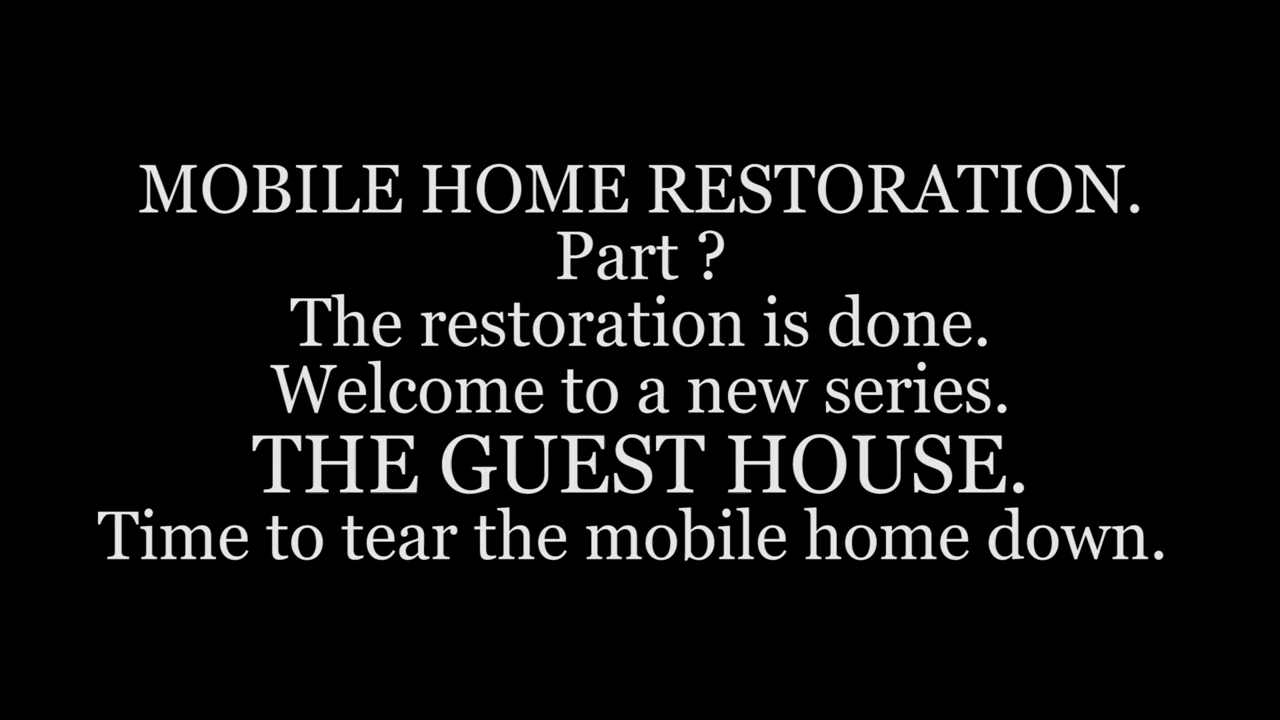 MOBILE HOME RESTORATION.
Part ?
The restoration is done.
Welcome to a new series.
THE GUEST HOUSE.
Time to tear the mobile home down.